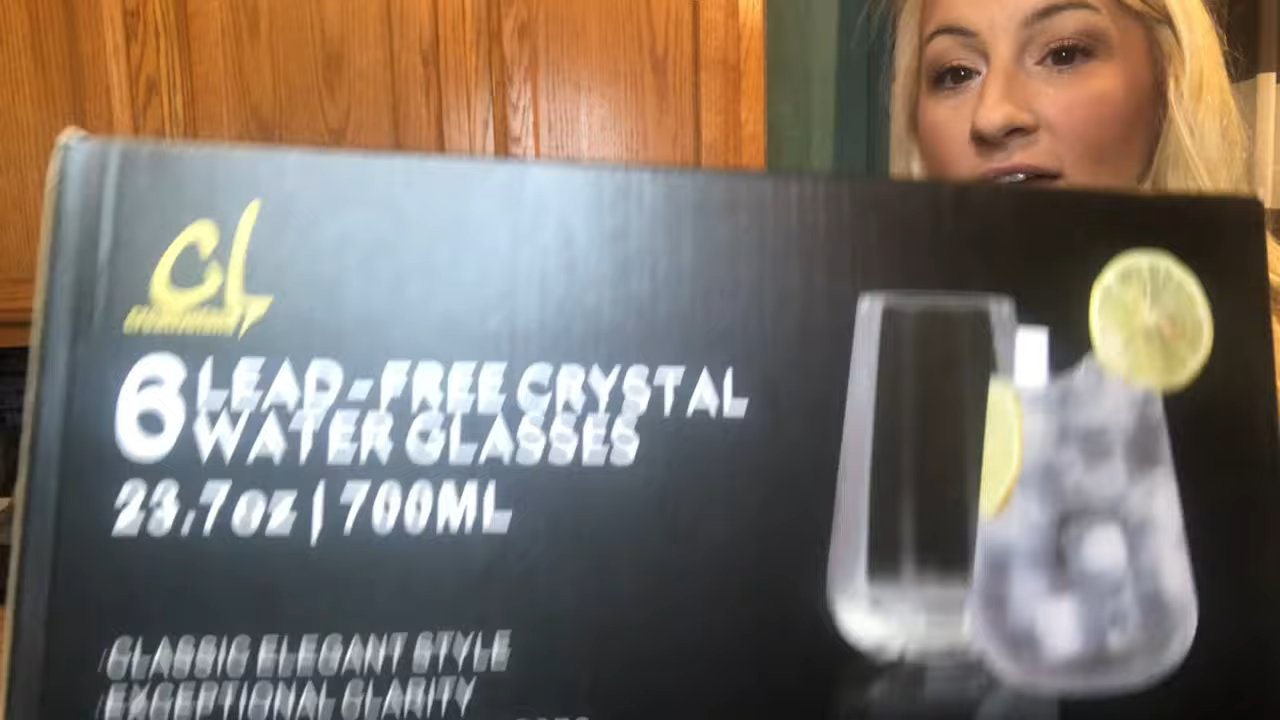 CL
6 LEAD-FREE CRYSTAL
WATER GLASSES
23.7oz | 700ML
CLASSIC ELEGANT STYLE
EXCEPTIONAL CLARITY